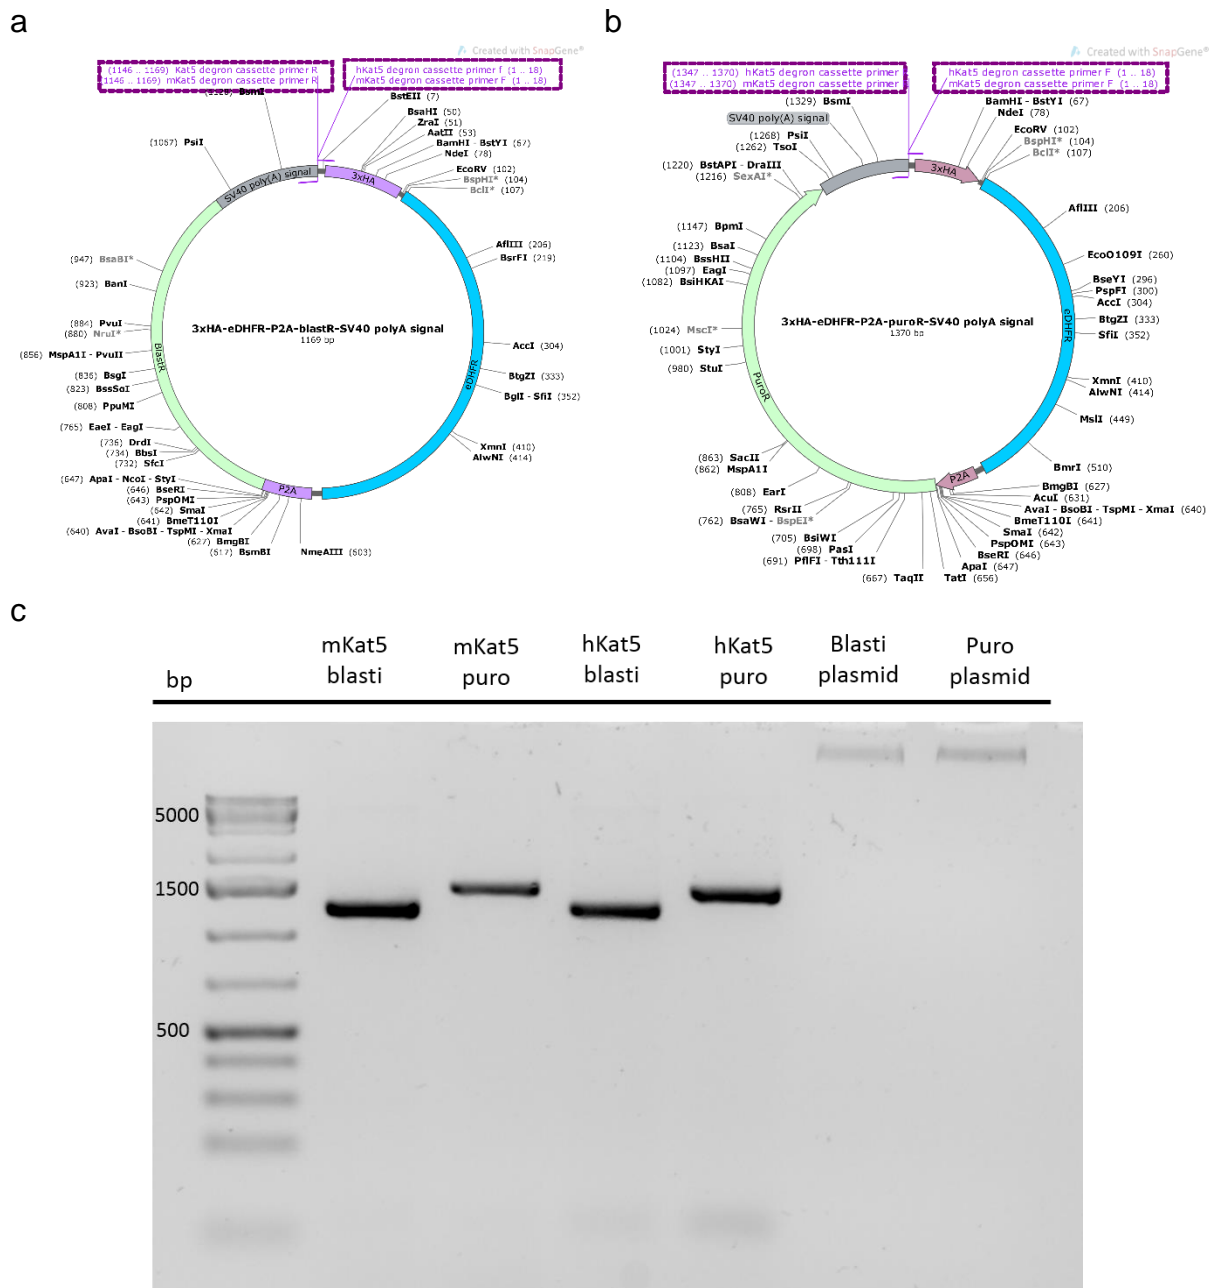 a
Created with SnapGene®
(1146 .. 1169) Kat5 degron cassette primer R
(1146 .. 1169) mKat5 degron cassette primer R
hKat5 degron cassette primer f (1 .. 18)
mKat5 degron cassette primer F (1 .. 18)
BsmI
BstEII (7)
BsaHI (50)
ZraI (51)
AatII (53)
BamHI - BstYI (67)
NdeI (78)
EcoRV (102)
BspHI* (104)
BclI* (107)
AflIII (206)
BsrFI (219)
AccI (304)
BtgZI (333)
BglI - SfiI (352)
XmnI (410)
AlwNI (414)
NmeAIII (603)
(617) BsmBI
(627) BmgBI
(640) AvaI - BsoBI - TspMI - XmaI
(641) BmeT110I
(642) SmaI
(643) PspOMI
(646) BseRI
(647) ApaI - NcoI - StyI
(732) SfcI
(734) BbsI
(736) DrdI
(765) EaeI - EagI
(808) PpuMI
(823) BssSαI
(836) BsgI
(856) MspA1I - PvuII
(880) NruI*
(884) PvuI
(923) BanI
(947) BsaBI*
(1067) PsiI
SV40 poly(A) signal
3xHA
eDHFR
P2A
BlastR
3xHA-eDHFR-P2A-blastR-SV40 polyA signal
1169 bp
b
Created with SnapGene®
(1347 .. 1370) hKat5 degron cassette primer
(1347 .. 1370) mKat5 degron cassette primer
hKat5 degron cassette primer F (1 .. 18)
mKat5 degron cassette primer F (1 .. 18)
(1329) BsmI
SV40 poly(A) signal
(1268) PsiI
(1262) TsoI
(1220) BstAPI - DraIII
(1216) SexAI*
(1147) BpmI
(1123) BsaI
(1104) BssHII
(1097) EagI
(1082) BsiHKAI
(1024) MscI*
(1001) StyI
(980) StuI
(863) SacII
(862) MspA1I
(808) EarI
(765) RsrII
(762) BsaWI - BspEI*
(705) BsiWI
(698) PasI
(691) PflFI - Tth111I
(667) TaqII
TatI (656)
ApaI (647)
BseRI (646)
PspOMI (643)
SmaI (642)
BmeT110I (641)
AvaI - BsoBI - TspMI - XmaI (640)
AcuI (631)
BmgBI (627)
BmrI (510)
MslI (449)
AlwNI (414)
XmnI (410)
SfiI (352)
BtgZI (333)
AccI (304)
PspFI (300)
BseYI (296)
EcoO109I (260)
AflIII (206)
BclI* (107)
BspHI* (104)
EcoRV (102)
NdeI (78)
BamHI - BstYI (67)
3xHA
eDHFR
P2A
PuroR
3xHA-eDHFR-P2A-puroR-SV40 polyA signal
1370 bp
c
bp
mKat5 blasti
mKat5 puro
hKat5 blasti
hKat5 puro
Blasti plasmid
Puro plasmid
5000
1500
500